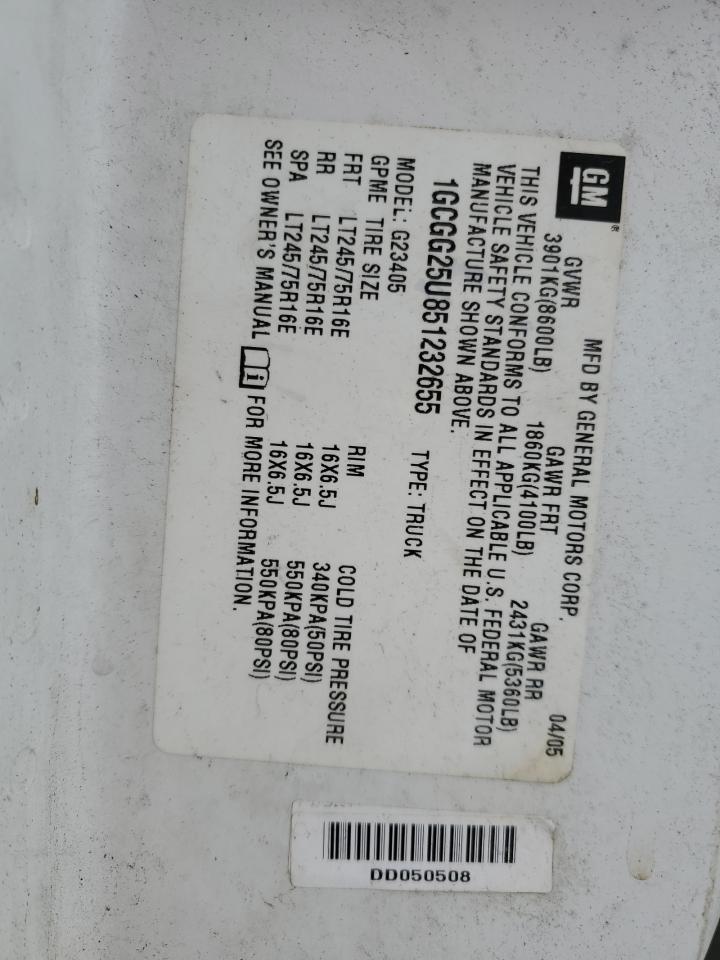 GM®
MFD BY GENERAL MOTORS CORP. 04/05
GVWR GAWR FRT GAWR RR
3901KG(8600LB) 1860KG(4100LB) 2431KG(5360LB)
THIS VEHICLE CONFORMS TO ALL APPLICABLE U.S. FEDERAL MOTOR
VEHICLE SAFETY STANDARDS IN EFFECT ON THE DATE OF
MANUFACTURE SHOWN ABOVE.
1GCGG25U851232655 TYPE: TRUCK
MODEL: G23405
GPME TIRE SIZE RIM COLD TIRE PRESSURE
FRT LT245/75R16E 16X6.5J 340KPA(50PSI)
RR LT245/75R16E 16X6.5J 550KPA(80PSI)
SPA LT245/75R16E 16X6.5J 550KPA(80PSI)
SEE OWNER'S MANUAL i FOR MORE INFORMATION.
DD050508